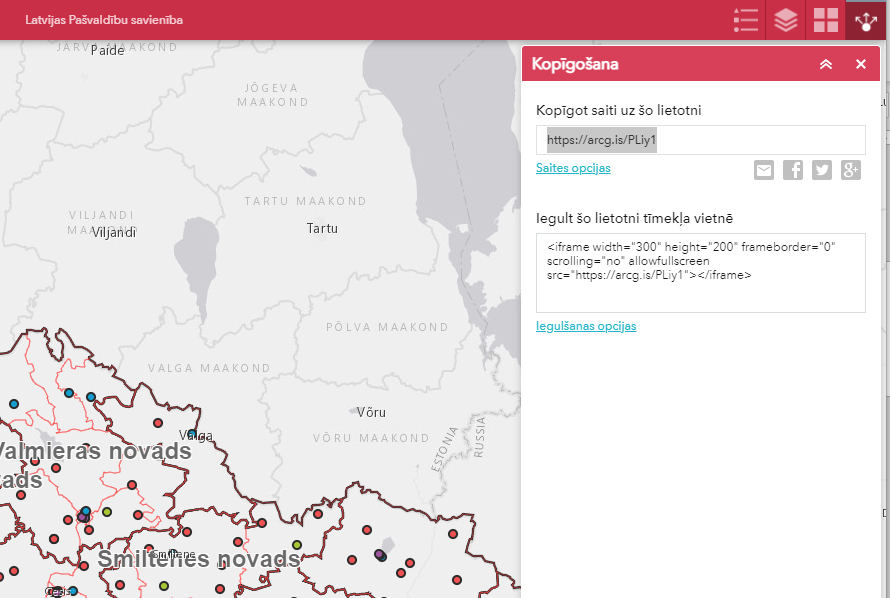 Latvijas Pašvaldību savienība
JÄRVA MAAKOND
Paide
JÕGEVA
MAAKOND
TARTU MAAKOND
VILJANDI
MAAKOND
Viljandi
Tartu
PÕLVA MAAKOND
VALGA MAAKOND
Võru
VÕRU MAAKOND
Valga
ESTONIA
RUSSIA
Valmieras novads
ads
Smiltene
Smiltenes novads
Cēsis
Kopīgošana
Kopīgot saiti uz šo lietotni
https://arcg.is/PLiy1
Saites opcijas
Iegult šo lietotni tīmekļa vietnē
<iframe width="300" height="200" frameborder="0"
scrolling="no" allowfullscreen
src="https://arcg.is/PLiy1"></iframe>
Iegulšanas opcijas